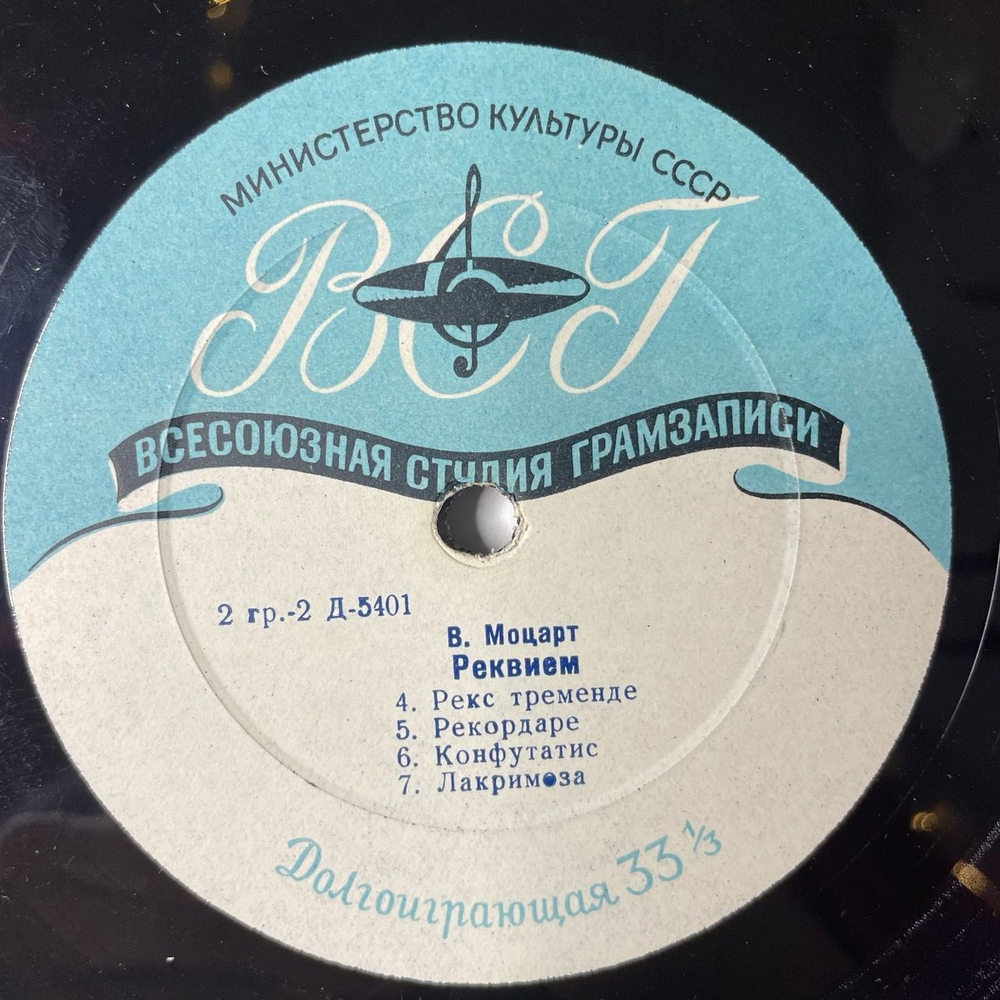 МИНИСТЕРСТВО КУЛЬТУРЫ СССР
ВСГ
ВСЕСОЮЗНАЯ СТУДИЯ ГРАМЗАПИСИ
2 гр.-2 Д-5401
В. Моцарт
Реквием
4. Рекс тременде
5. Рекордаре
6. Конфутатис
7. Лакримоза
Долгоиграющая 33 1/3